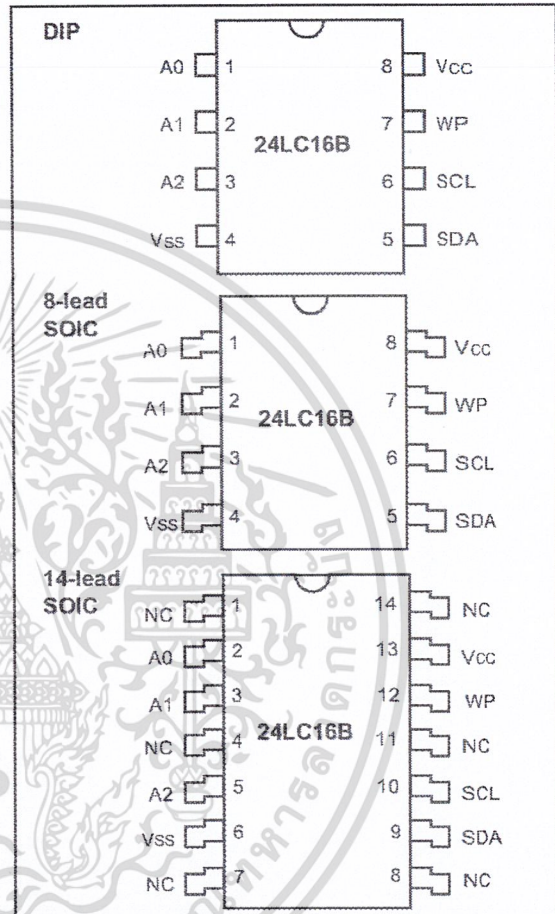 DIP
A0 1 8 Vcc
A1 2 7 WP
24LC16B
A2 3 6 SCL
Vss 4 5 SDA
8-lead
SOIC
A0 1 8 Vcc
A1 2 7 WP
24LC16B
A2 3 6 SCL
Vss 4 5 SDA
14-lead
SOIC
NC 1 14 NC
A0 2 13 Vcc
A1 3 12 WP
24LC16B
NC 4 11 NC
A2 5 10 SCL
Vss 6 9 SDA
NC 7 8 NC